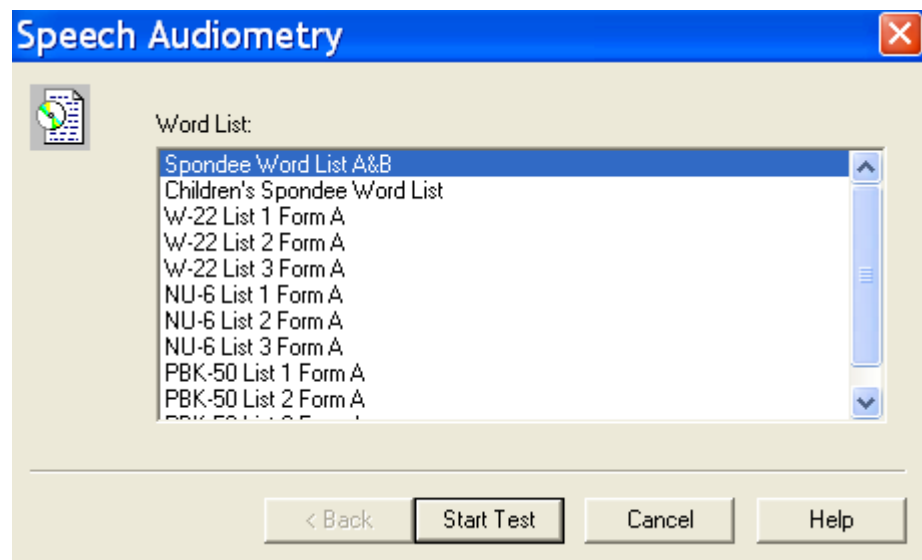 Speech Audiometry
Word List:
Spondee Word List A&B
Children's Spondee Word List
W-22 List 1 Form A
W-22 List 2 Form A
W-22 List 3 Form A
NU-6 List 1 Form A
NU-6 List 2 Form A
NU-6 List 3 Form A
PBK-50 List 1 Form A
PBK-50 List 2 Form A
< Back Start Test Cancel Help